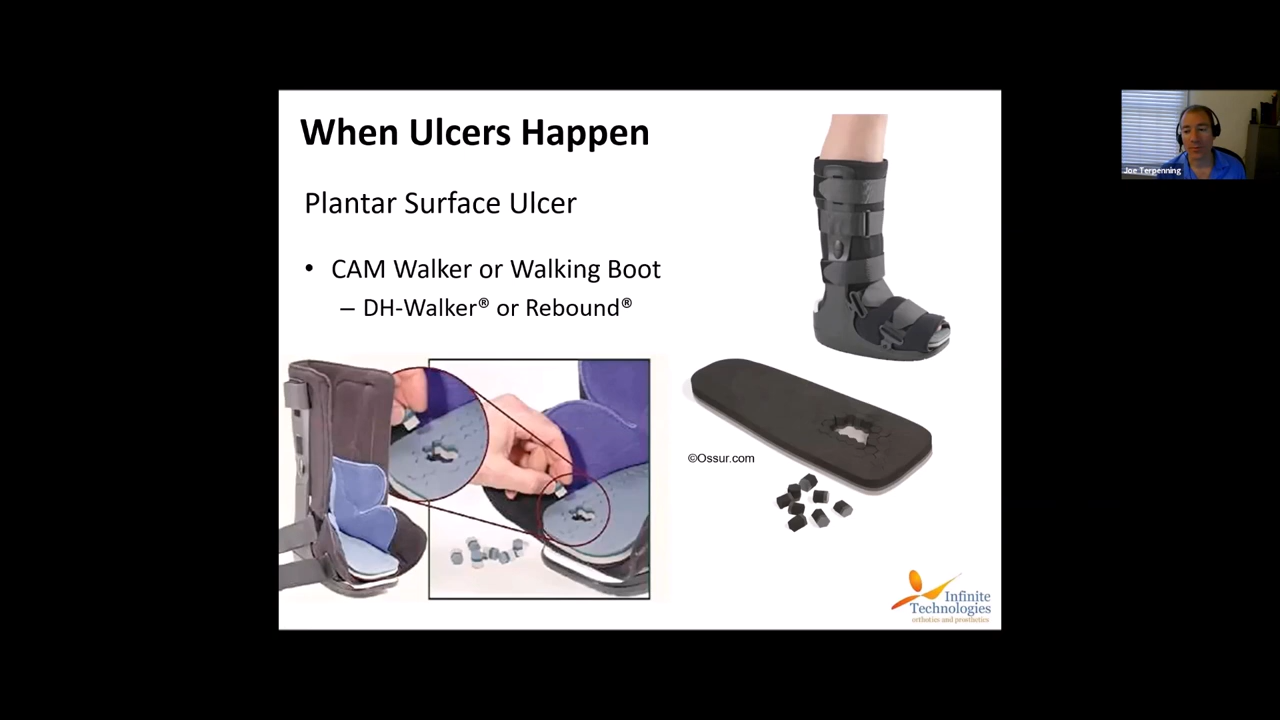 When Ulcers Happen
Plantar Surface Ulcer
• CAM Walker or Walking Boot
– DH-Walker® or Rebound®
©Ossur.com
Infinite
Technologies
orthotics and prosthetics
Joe Terpenning